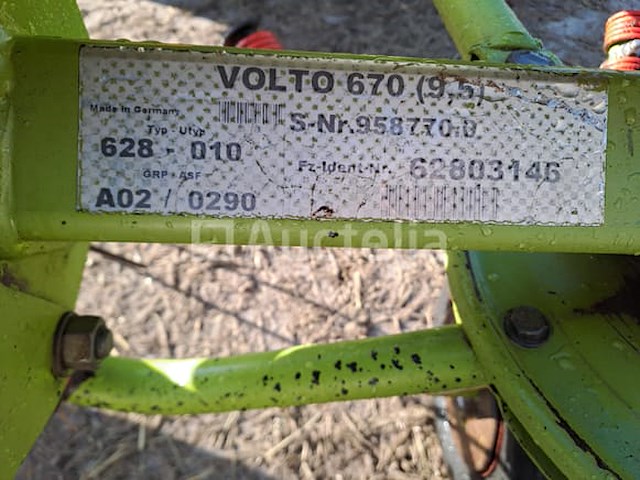 VOLTO 670 (9,5)
Made in Germany
S-Nr.958770.0
Typ - Utyp
628 - 010
Fz-Ident-Nr. 62803146
GRP - ASF
A02 / 0290
Auctelia